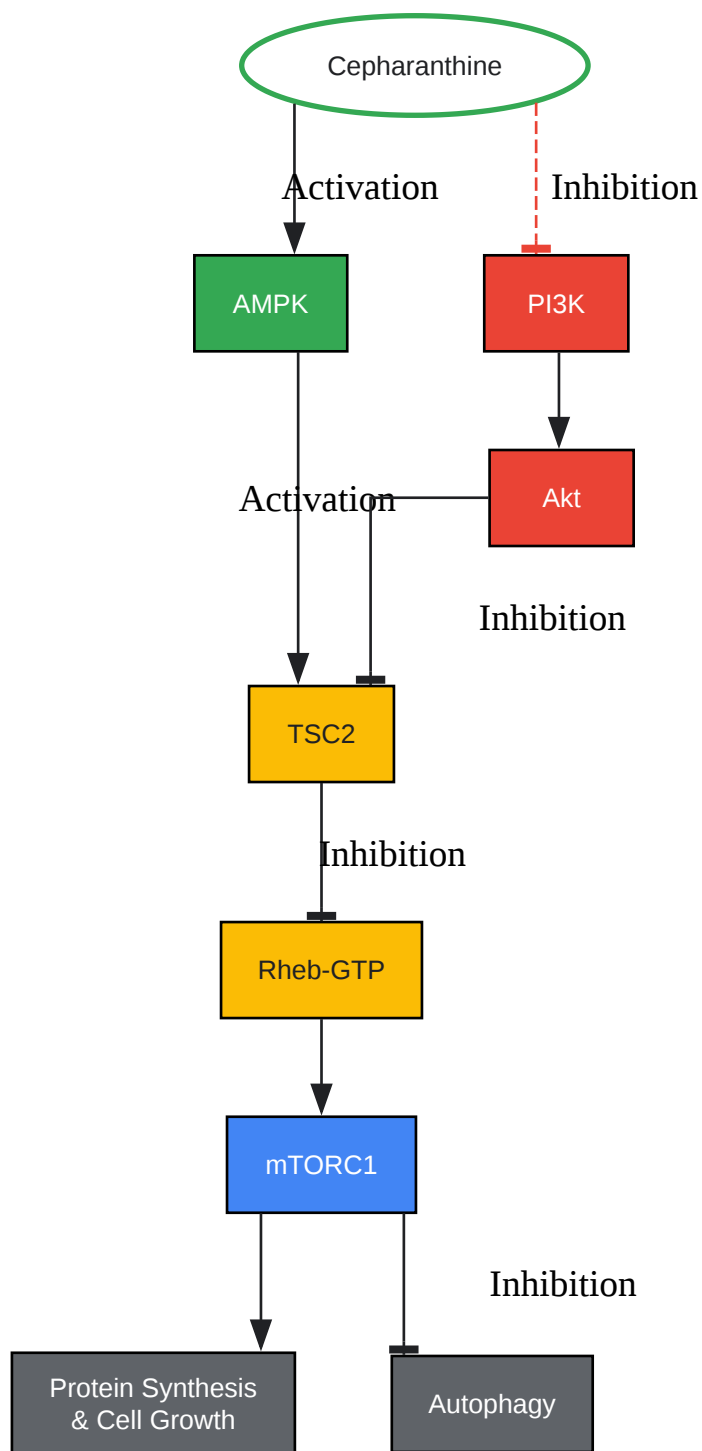 Cepharanthine
Activation
Inhibition
AMPK
PI3K
Activation
Akt
Inhibition
TSC2
Inhibition
Rheb-GTP
mTORC1
Inhibition
Protein Synthesis
& Cell Growth
Autophagy